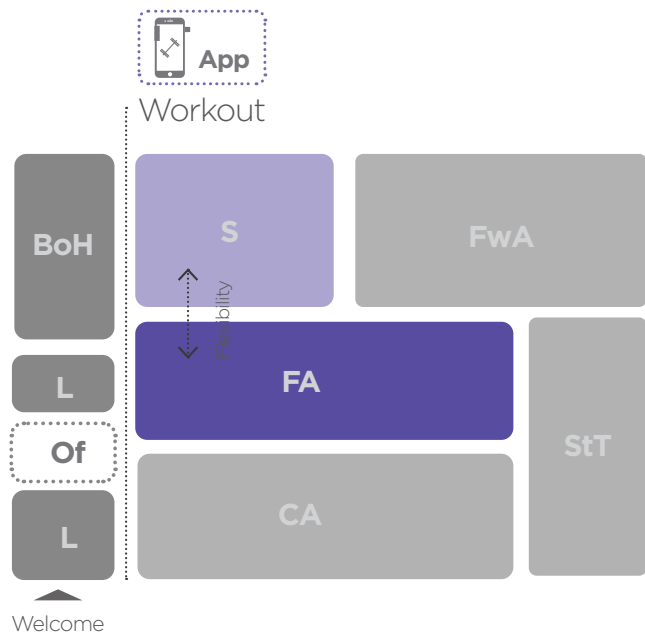 App
Workout
BoH
S
FwA
Flexibility
L
FA
Of
StT
CA
L
Welcome